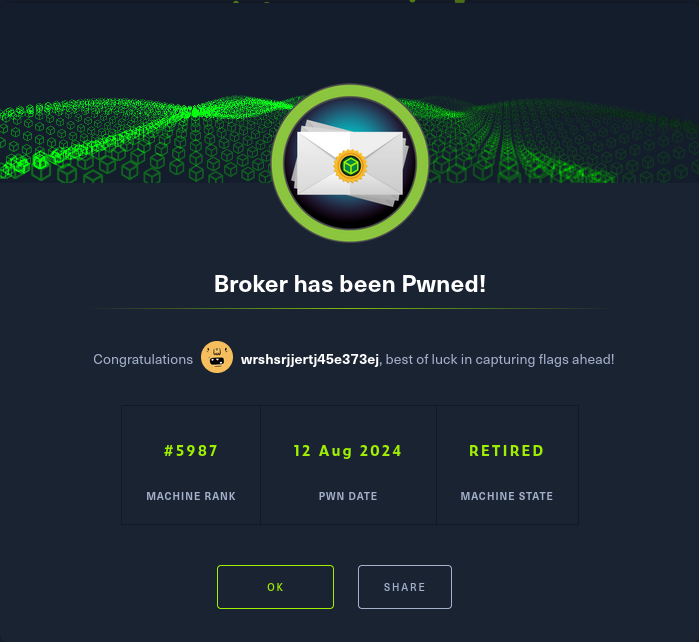 Broker has been Pwned!
Congratulations wrshsrjjertj45e373ej, best of luck in capturing flags ahead!
#5987 12 Aug 2024 RETIRED
MACHINE RANK PWN DATE MACHINE STATE
OK SHARE